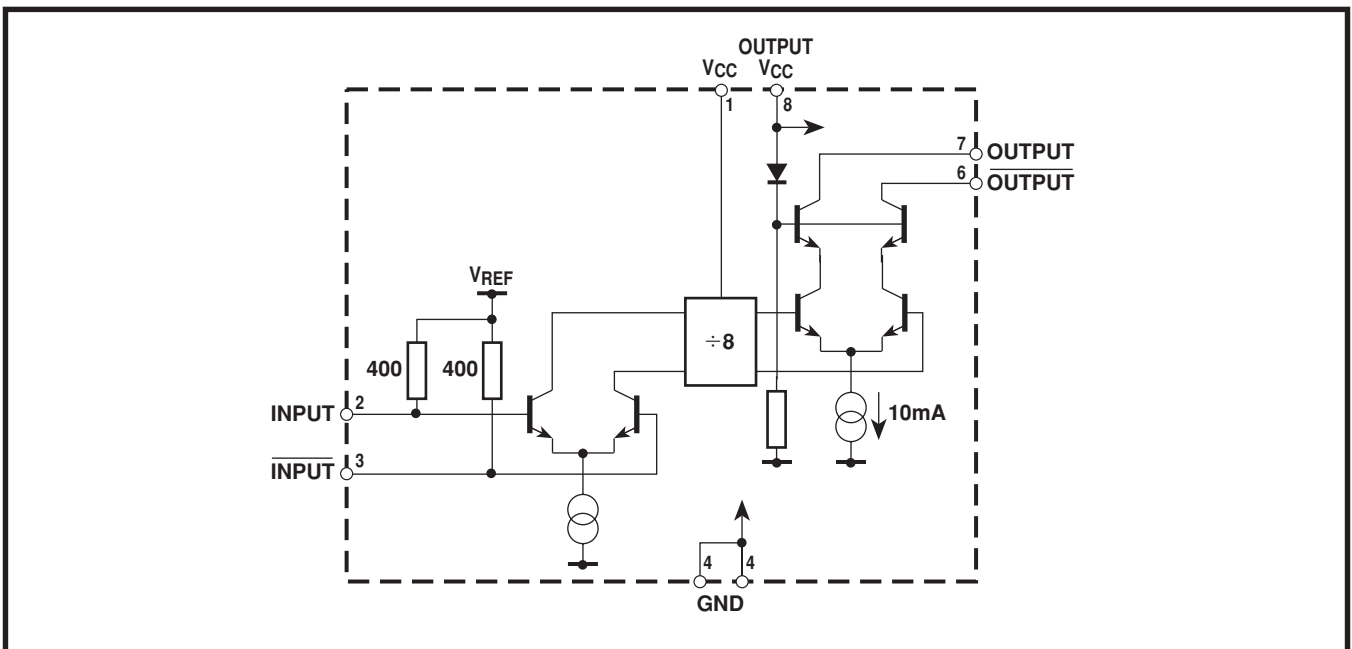 OUTPUT
VCC VCC
1 8
7 OUTPUT
6 OUTPUT
VREF
÷8
400 400
INPUT 2
10mA
INPUT 3
4 4
GND